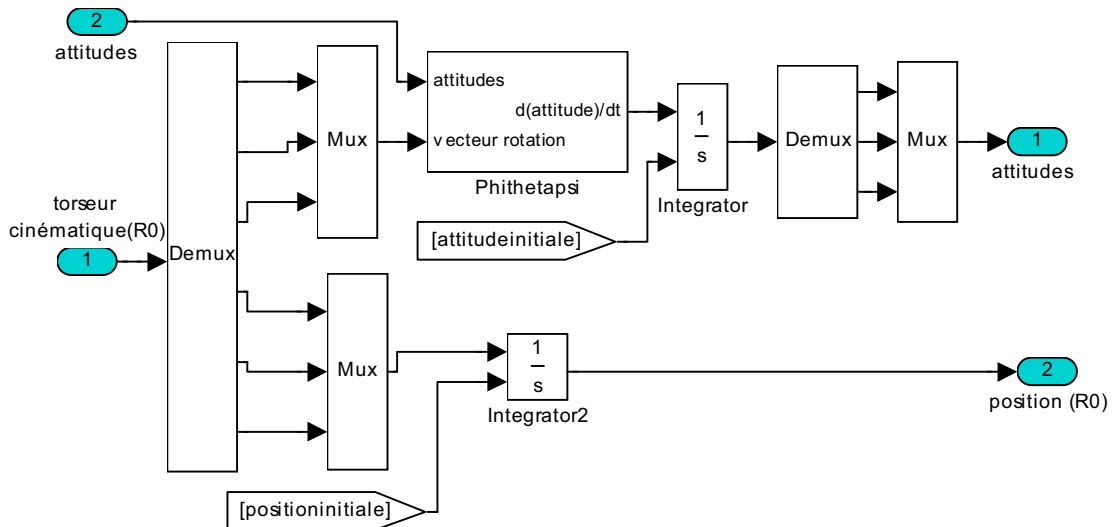 2
attitudes
torseur
cinématique(R0)
1
Demux
Mux
attitudes
d(attitude)/dt
vecteur rotation
Phithetapsi
[attitudeinitiale]
1
s
Integrator
Demux
Mux
1
attitudes
Mux
1
s
Integrator2
[positioninitiale]
2
position (R0)